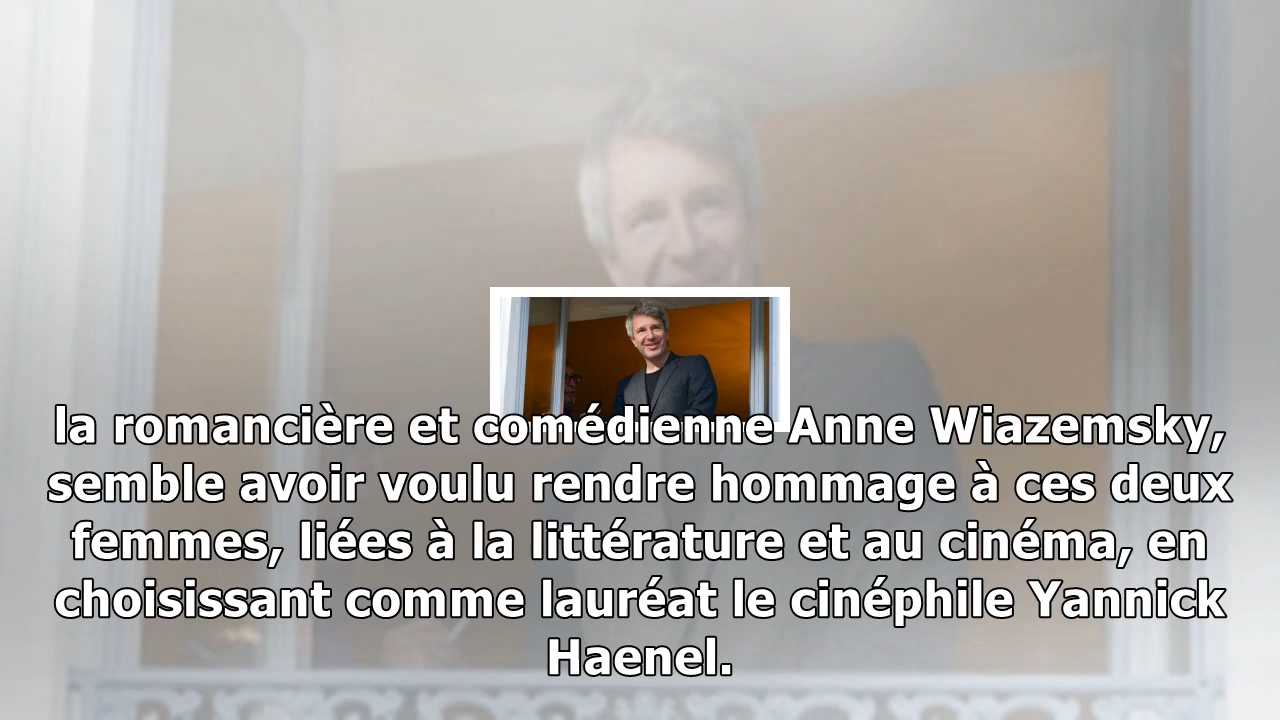 la romancière et comédienne Anne Wiazemsky,
semble avoir voulu rendre hommage à ces deux
femmes, liées à la littérature et au cinéma, en
choisissant comme lauréat le cinéphile Yannick
Haenel.